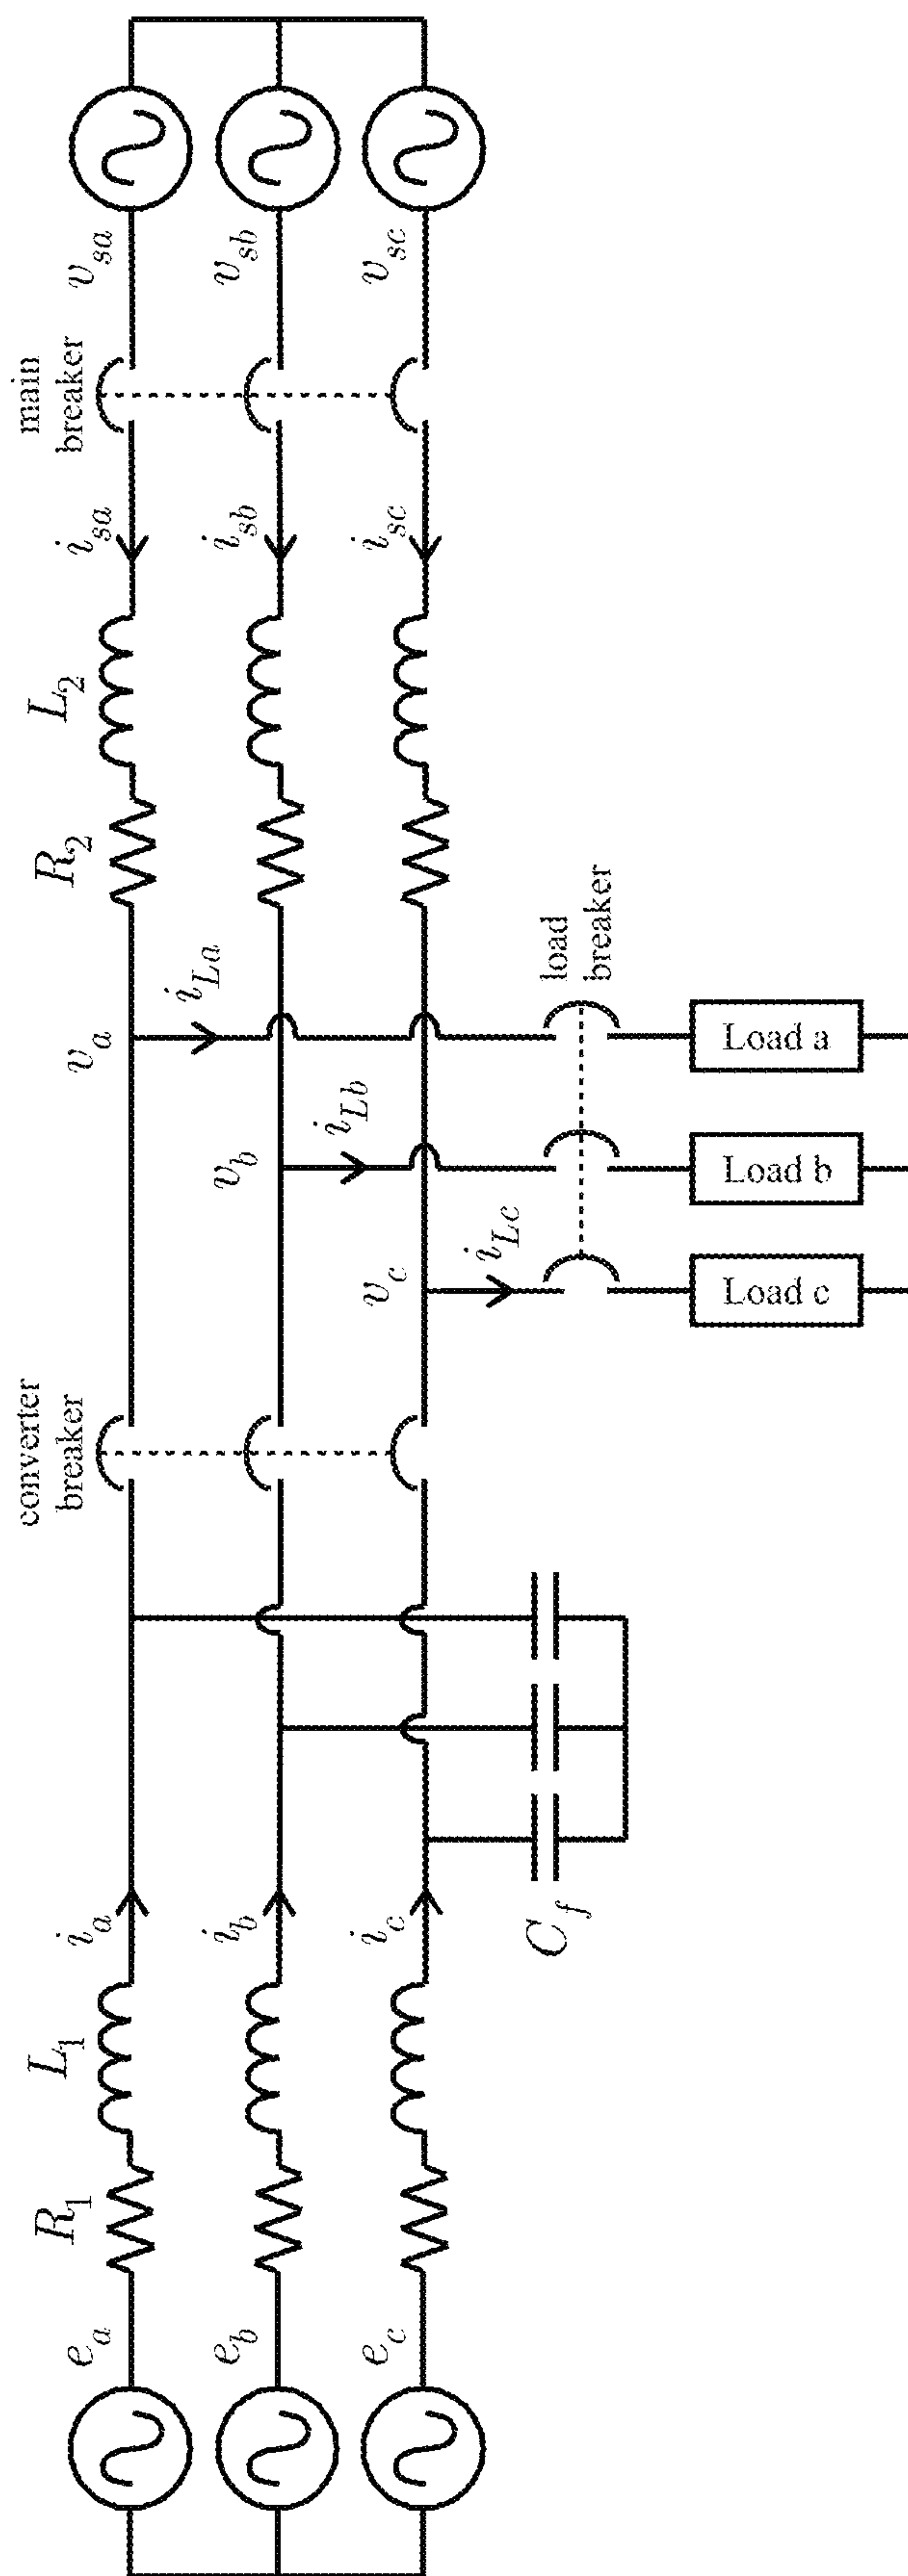 main
breaker
converter
breaker
load
breaker
e_a
R_1
L_1
i_a
v_a
R_2
L_2
i_sa
v_sa
e_b
i_b
v_b
i_sb
v_sb
e_c
i_c
v_c
i_sc
v_sc
i_La
i_Lb
i_Lc
C_f
Load c
Load b
Load a